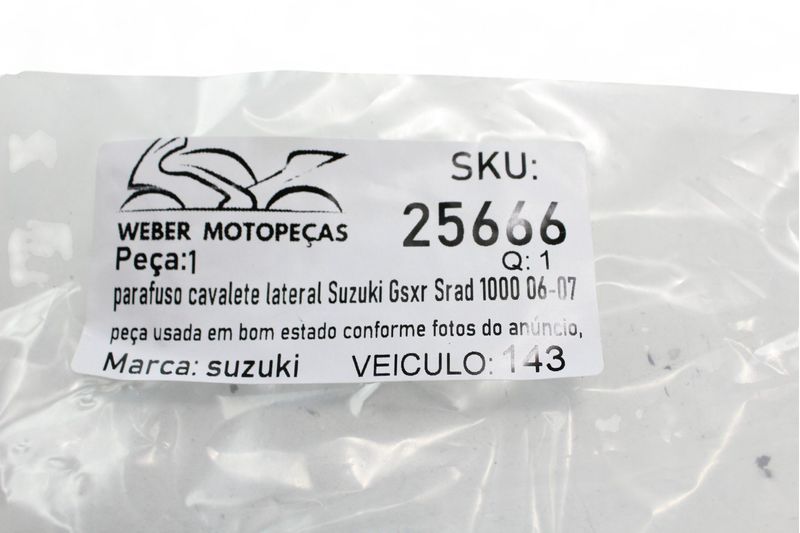 SKU:
25666
WEBER MOTOPEÇAS
Peça:1
Q: 1
parafuso cavalete lateral Suzuki Gsxr Srad 1000 06-07
peça usada em bom estado conforme fotos do anúncio,
Marca: suzuki VEICULO: 143